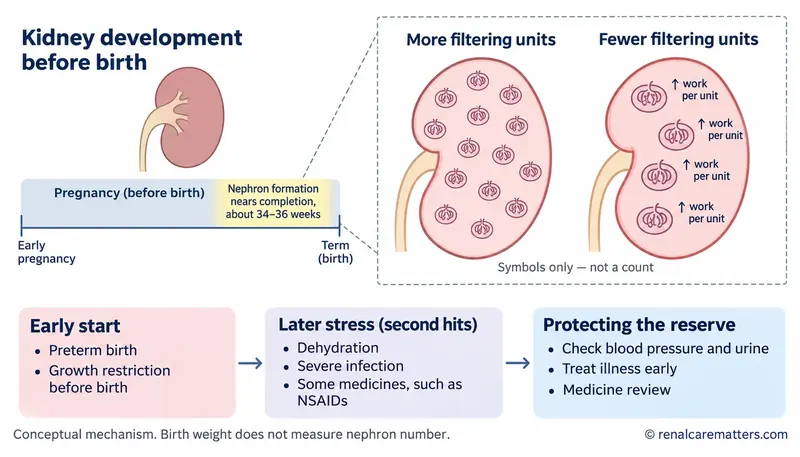 Kidney development
before birth
Pregnancy (before birth)
Nephron formation
nears completion,
about 34–36 weeks
Early
pregnancy
Term
(birth)
More filtering units
Fewer filtering units
↑ work
per unit
↑ work
per unit
↑ work
per unit
↑ work
per unit
Symbols only — not a count
Early start
• Preterm birth
• Growth restriction
before birth
Later stress (second hits)
• Dehydration
• Severe infection
• Some medicines, such as
NSAIDs
Protecting the reserve
• Check blood pressure and urine
• Treat illness early
• Medicine review
Conceptual mechanism. Birth weight does not measure nephron number.
© renalcarematters.com